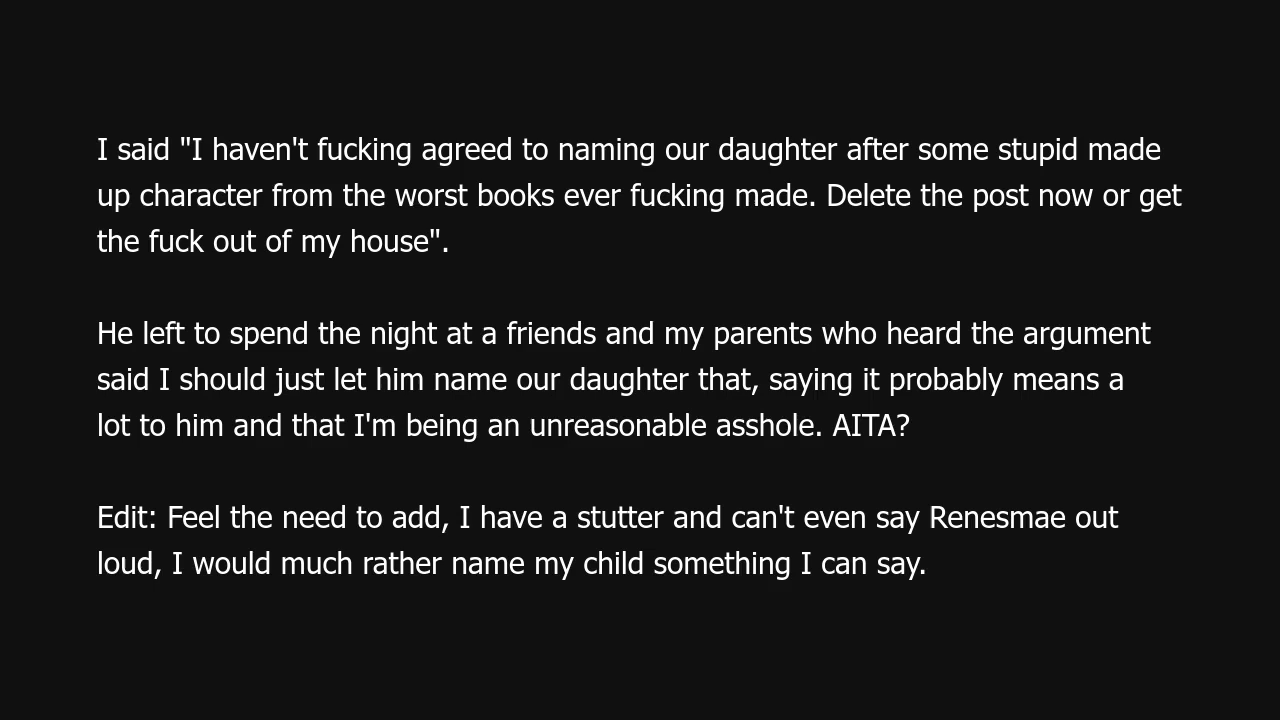 I said "I haven't fucking agreed to naming our daughter after some stupid made
up character from the worst books ever fucking made. Delete the post now or get
the fuck out of my house".
He left to spend the night at a friends and my parents who heard the argument
said I should just let him name our daughter that, saying it probably means a
lot to him and that I'm being an unreasonable asshole. AITA?
Edit: Feel the need to add, I have a stutter and can't even say Renesmae out
loud, I would much rather name my child something I can say.